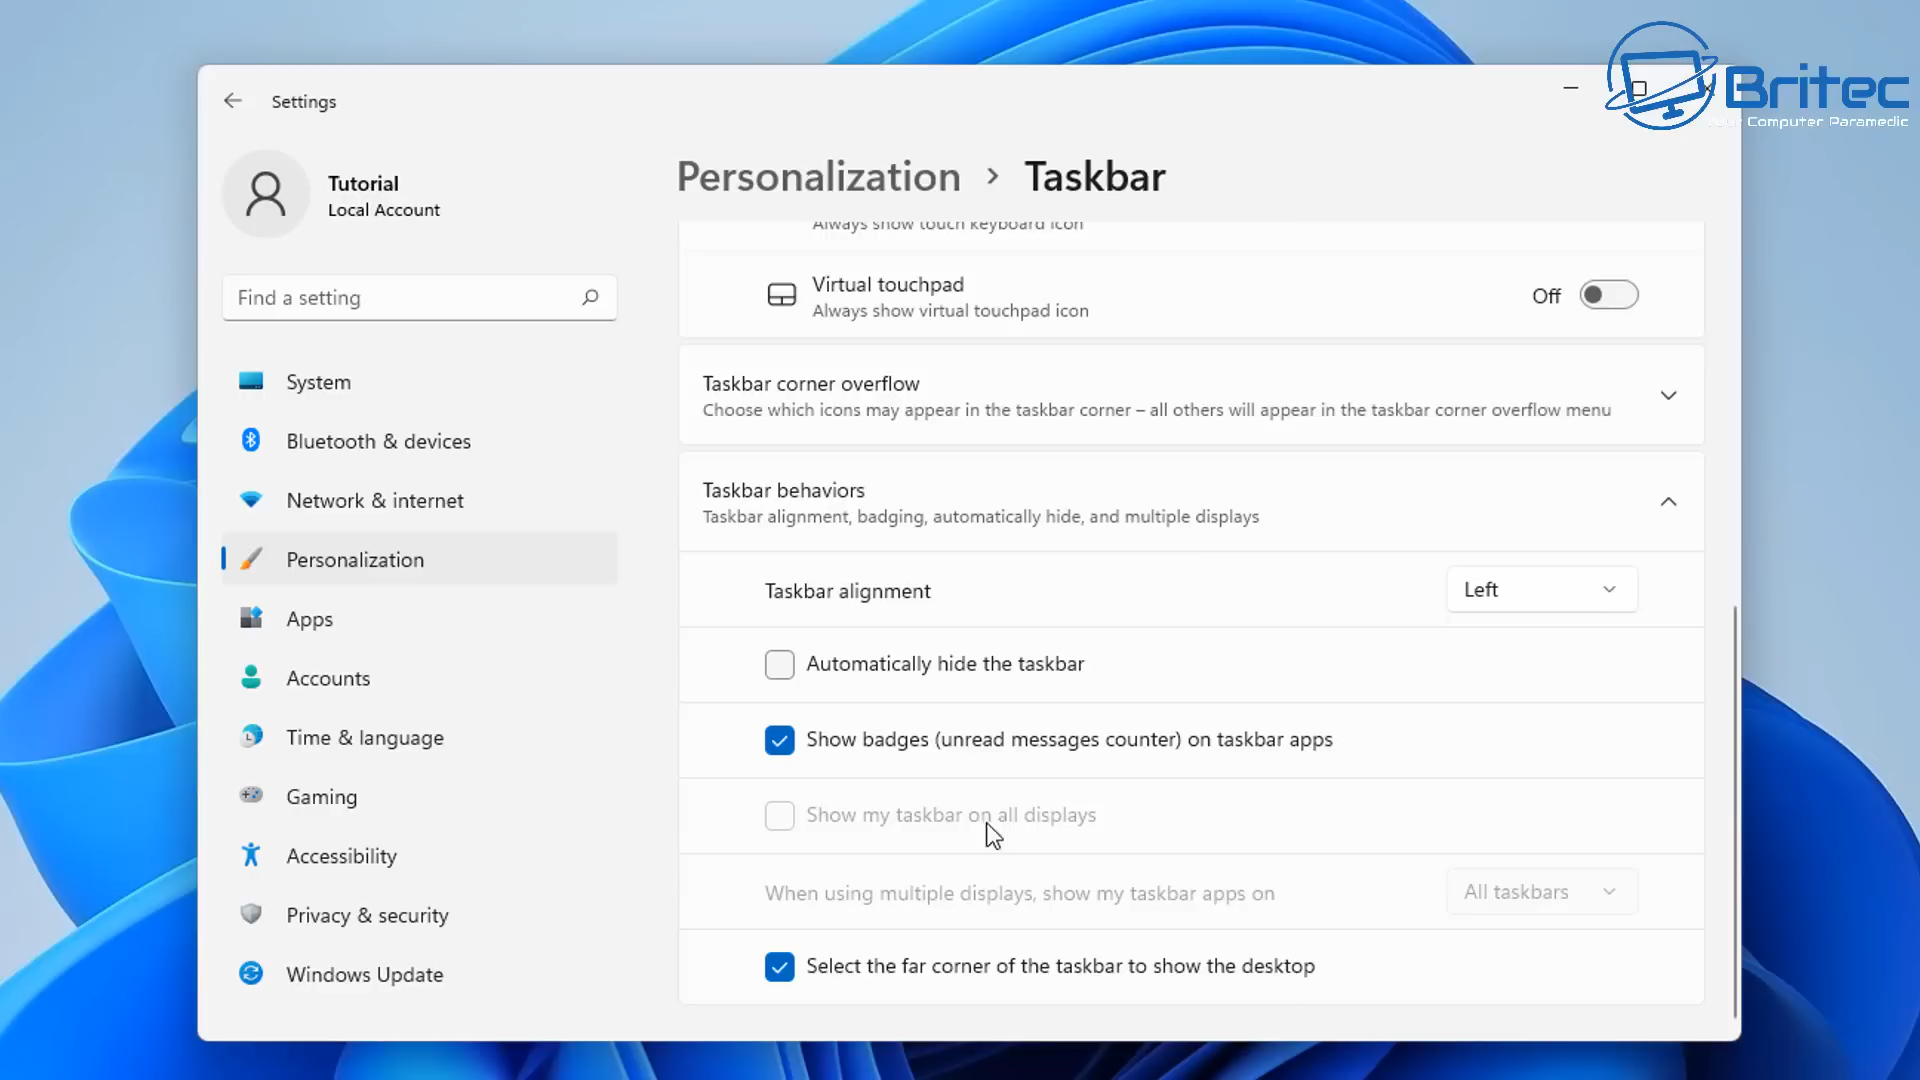 Settings
Britec
Your Computer Paramedic
Tutorial
Local Account
Personalization > Taskbar
Find a setting
Always show touch keyboard icon
Virtual touchpad
Always show virtual touchpad icon
Off
System
Bluetooth & devices
Network & internet
Personalization
Apps
Accounts
Time & language
Gaming
Accessibility
Privacy & security
Windows Update
Taskbar corner overflow
Choose which icons may appear in the taskbar corner – all others will appear in the taskbar corner overflow menu
Taskbar behaviors
Taskbar alignment, badging, automatically hide, and multiple displays
Taskbar alignment
Left
Automatically hide the taskbar
Show badges (unread messages counter) on taskbar apps
Show my taskbar on all displays
When using multiple displays, show my taskbar apps on
All taskbars
Select the far corner of the taskbar to show the desktop